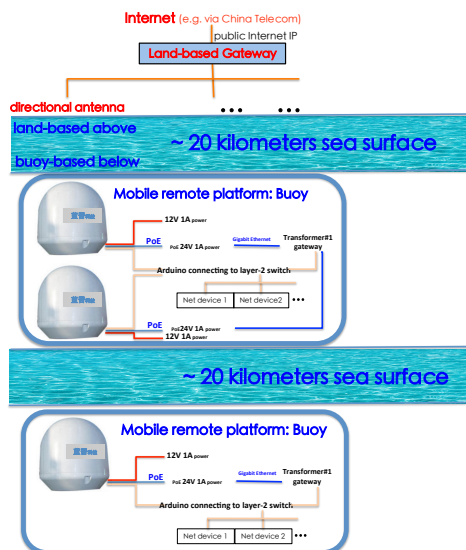 Internet (e.g. via China Telecom)
public Internet IP
Land-based Gateway
directional antenna
... ...
land-based above
~ 20 kilometers sea surface
buoy-based below
Mobile remote platform: Buoy
12V 1A power
PoE
PoE 24V 1A power
Gigabit Ethernet
Transformer#1
gateway
Arduino connecting to layer-2 switch
Net device 1
Net device2
...
PoE
PoE24V 1A power
12V 1A power
~ 20 kilometers sea surface
Mobile remote platform: Buoy
12V 1A power
PoE
PoE 24V 1A power
Gigabit Ethernet
Transformer#1
gateway
Arduino connecting to layer-2 switch
Net device 1
Net device 2
...